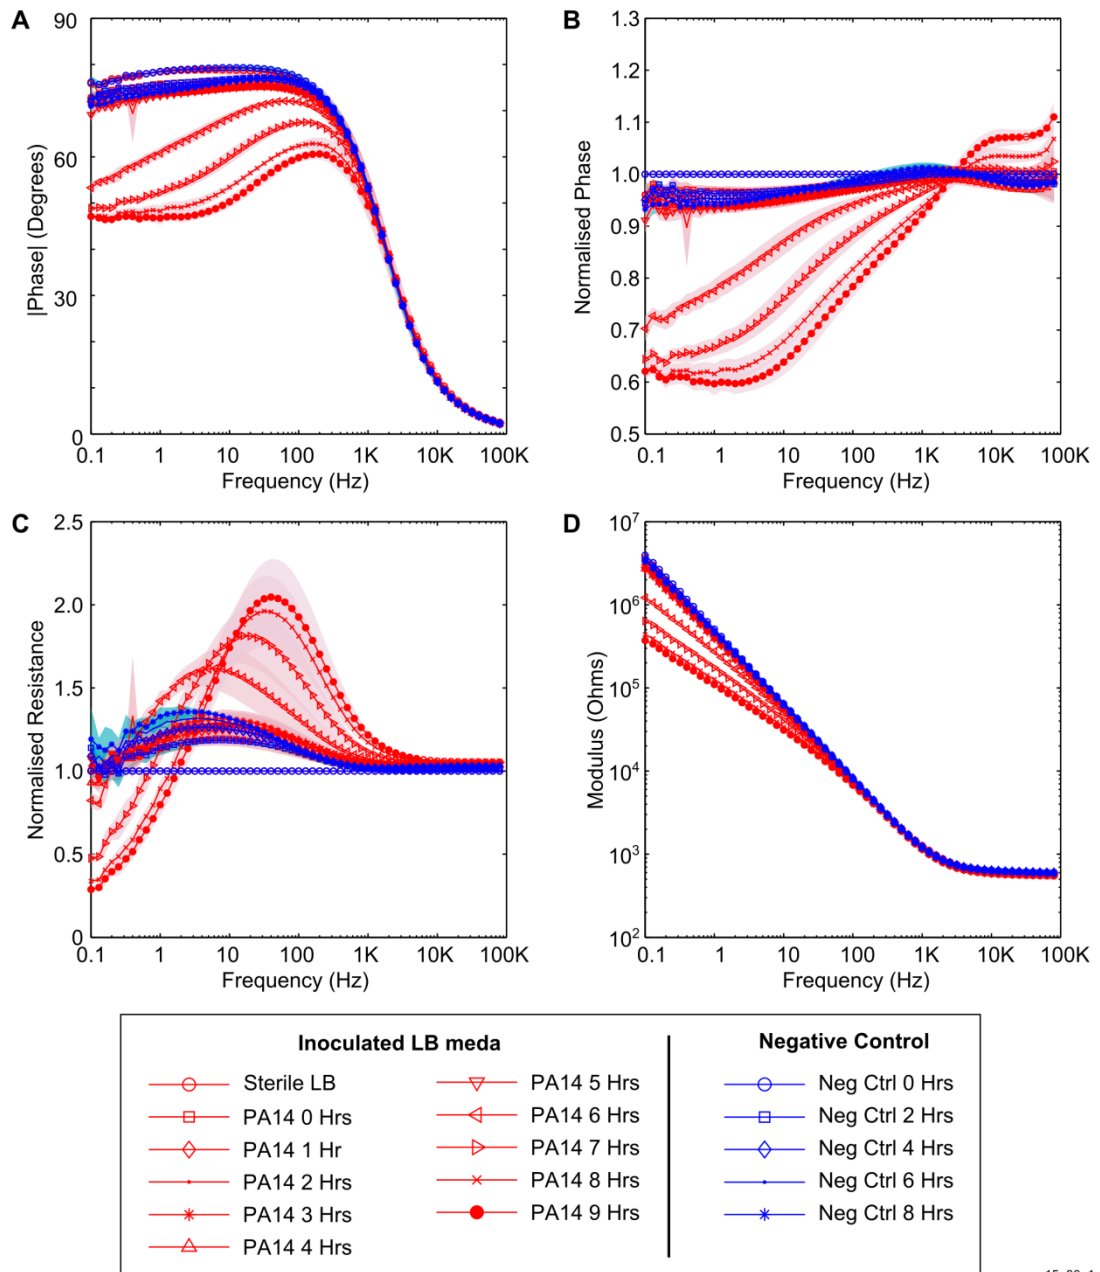 A
90
60
30
0
|Phase| (Degrees)
0.1 1 10 100 1K 10K 100K
Frequency (Hz)
B
1.3
1.2
1.1
1.0
0.9
0.8
0.7
0.6
0.5
Normalised Phase
0.1 1 10 100 1K 10K 100K
Frequency (Hz)
C
2.5
2.0
1.5
1.0
0.5
0
Normalised Resistance
0.1 1 10 100 1K 10K 100K
Frequency (Hz)
D
10^7
10^6
10^5
10^4
10^3
10^2
Modulus (Ohms)
0.1 1 10 100 1K 10K 100K
Frequency (Hz)
Inoculated LB meda
Sterile LB
PA14 0 Hrs
PA14 1 Hr
PA14 2 Hrs
PA14 3 Hrs
PA14 4 Hrs
PA14 5 Hrs
PA14 6 Hrs
PA14 7 Hrs
PA14 8 Hrs
PA14 9 Hrs
Negative Control
Neg Ctrl 0 Hrs
Neg Ctrl 2 Hrs
Neg Ctrl 4 Hrs
Neg Ctrl 6 Hrs
Neg Ctrl 8 Hrs